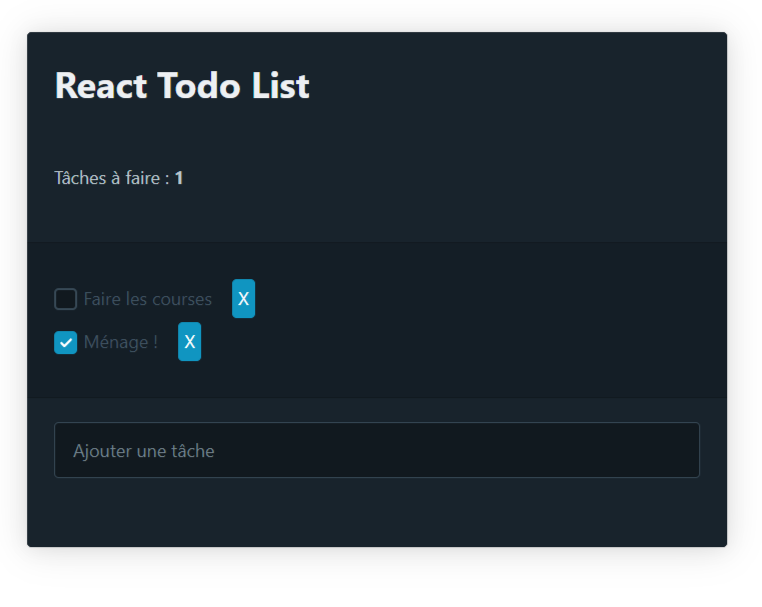 React Todo List
Tâches à faire : 1
Faire les courses X
Ménage ! X
Ajouter une tâche